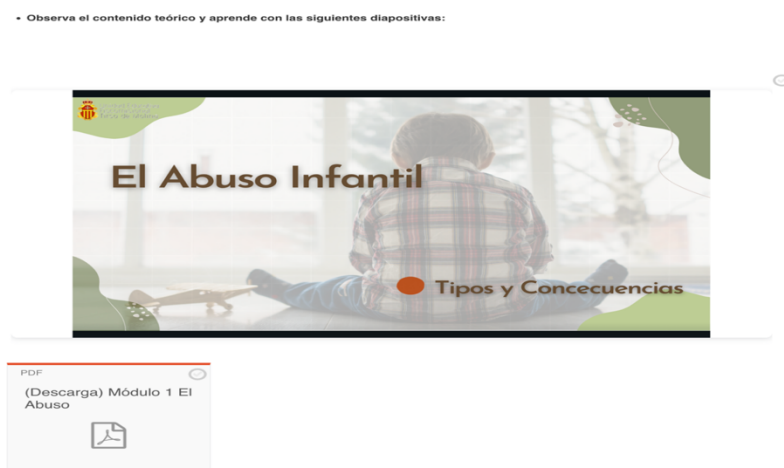 • Observa el contenido teórico y aprende con las siguientes diapositivas:
El Abuso Infantil
Tipos y Concecuencias
PDF
(Descarga) Módulo 1 El
Abuso